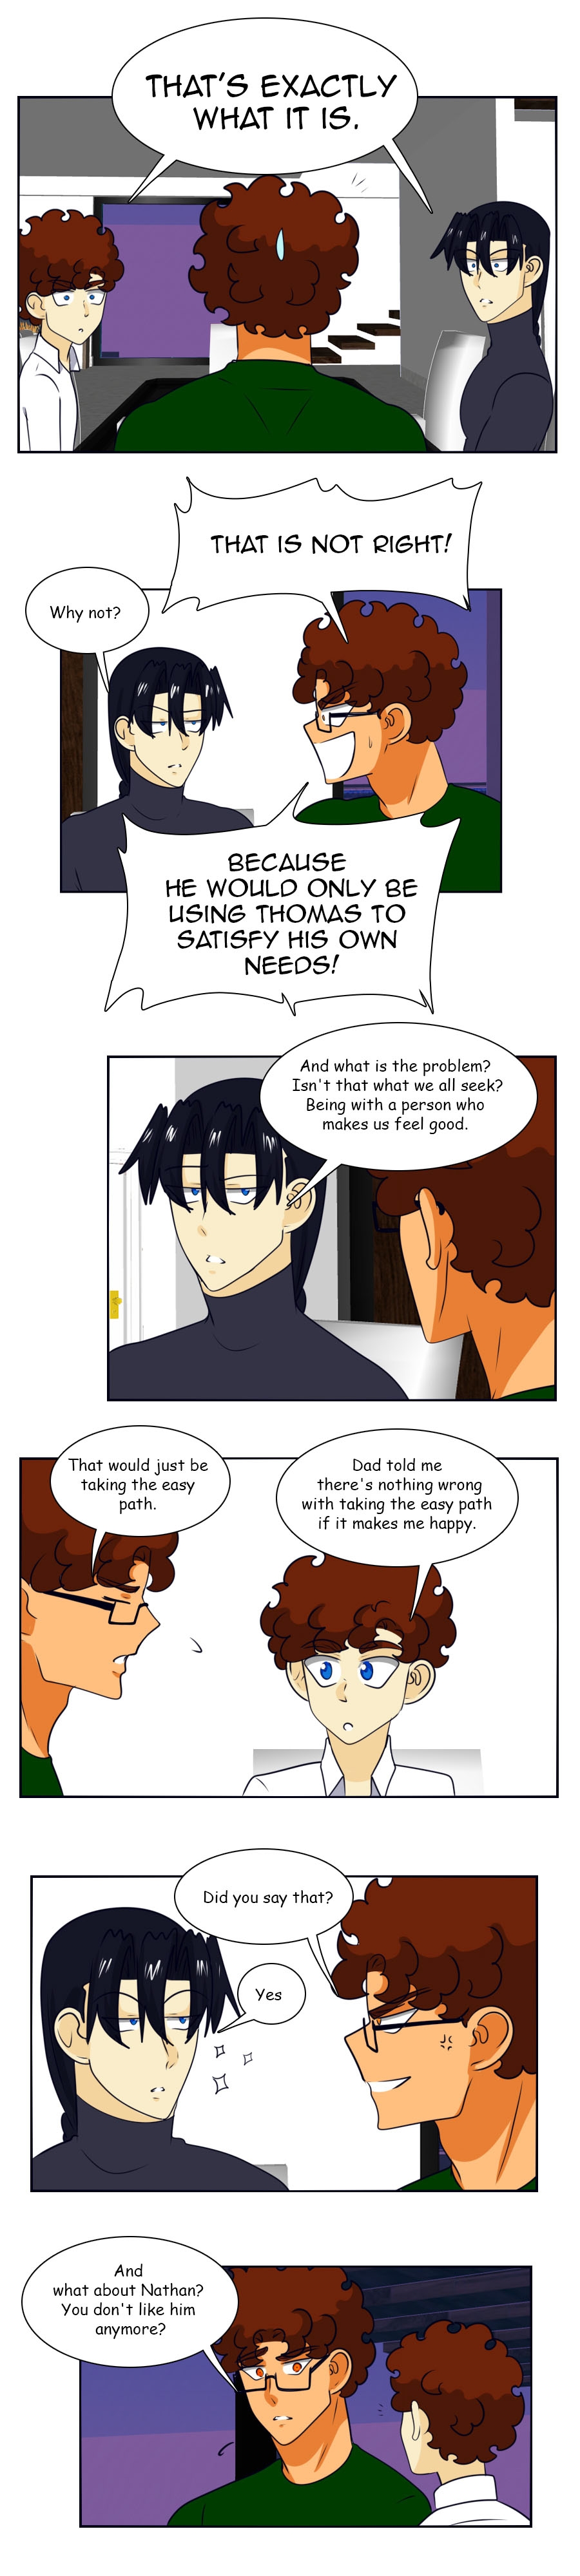 THAT'S EXACTLY
WHAT IT IS.
THAT IS NOT RIGHT!
Why not?
BECAUSE
HE WOULD ONLY BE
USING THOMAS TO
SATISFY HIS OWN
NEEDS!
And what is the problem?
Isn't that what we all seek?
Being with a person who
makes us feel good.
That would just be
taking the easy
path.
Dad told me
there's nothing wrong
with taking the easy path
if it makes me happy.
Did you say that?
Yes
And
what about Nathan?
You don't like him
anymore?